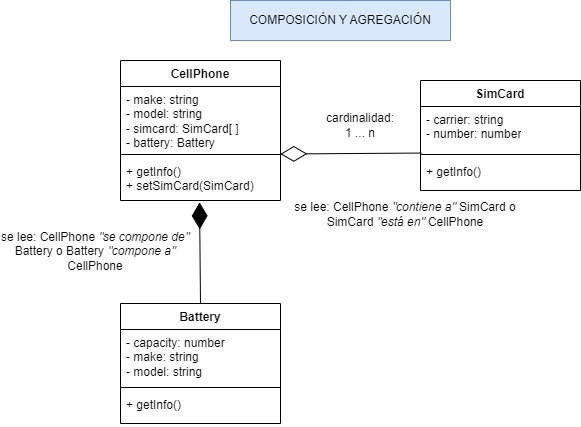 COMPOSICIÓN Y AGREGACIÓN
CellPhone
- make: string
- model: string
- simcard: SimCard[ ]
- battery: Battery
+ getInfo()
+ setSimCard(SimCard)
cardinalidad:
1 ... n
SimCard
- carrier: string
- number: number
+ getInfo()
se lee: CellPhone "contiene a" SimCard o
SimCard "está en" CellPhone
se lee: CellPhone "se compone de"
Battery o Battery "compone a"
CellPhone
Battery
- capacity: number
- make: string
- model: string
+ getInfo()